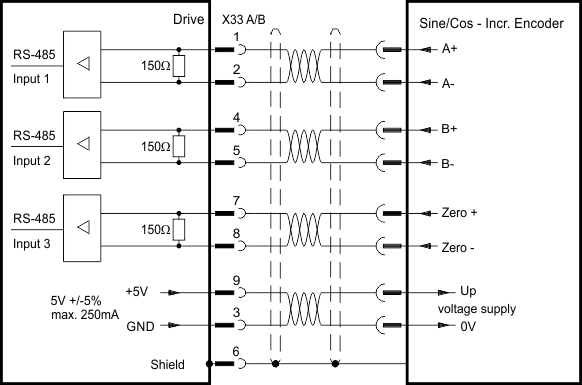 Drive
X33 A/B
Sine/Cos - Incr. Encoder
RS-485
Input 1
150Ω
1
A+
2
A-
RS-485
Input 2
150Ω
4
B+
5
B-
RS-485
Input 3
150Ω
7
Zero +
8
Zero -
5V +/-5%
max. 250mA
+5V
9
Up
voltage supply
GND
3
0V
Shield
6